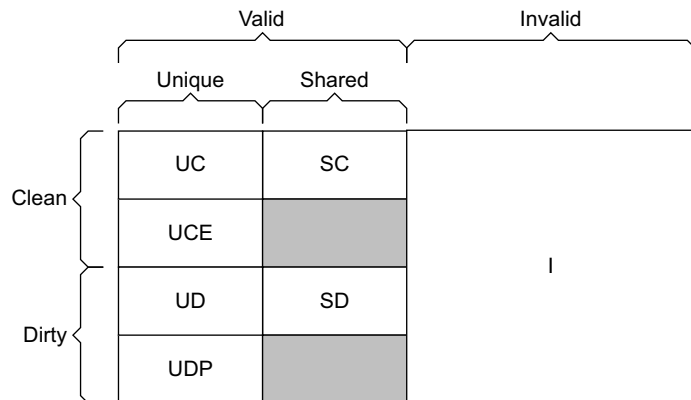 Valid Invalid
Unique Shared
UC SC
Clean
UCE
I
UD SD
Dirty
UDP